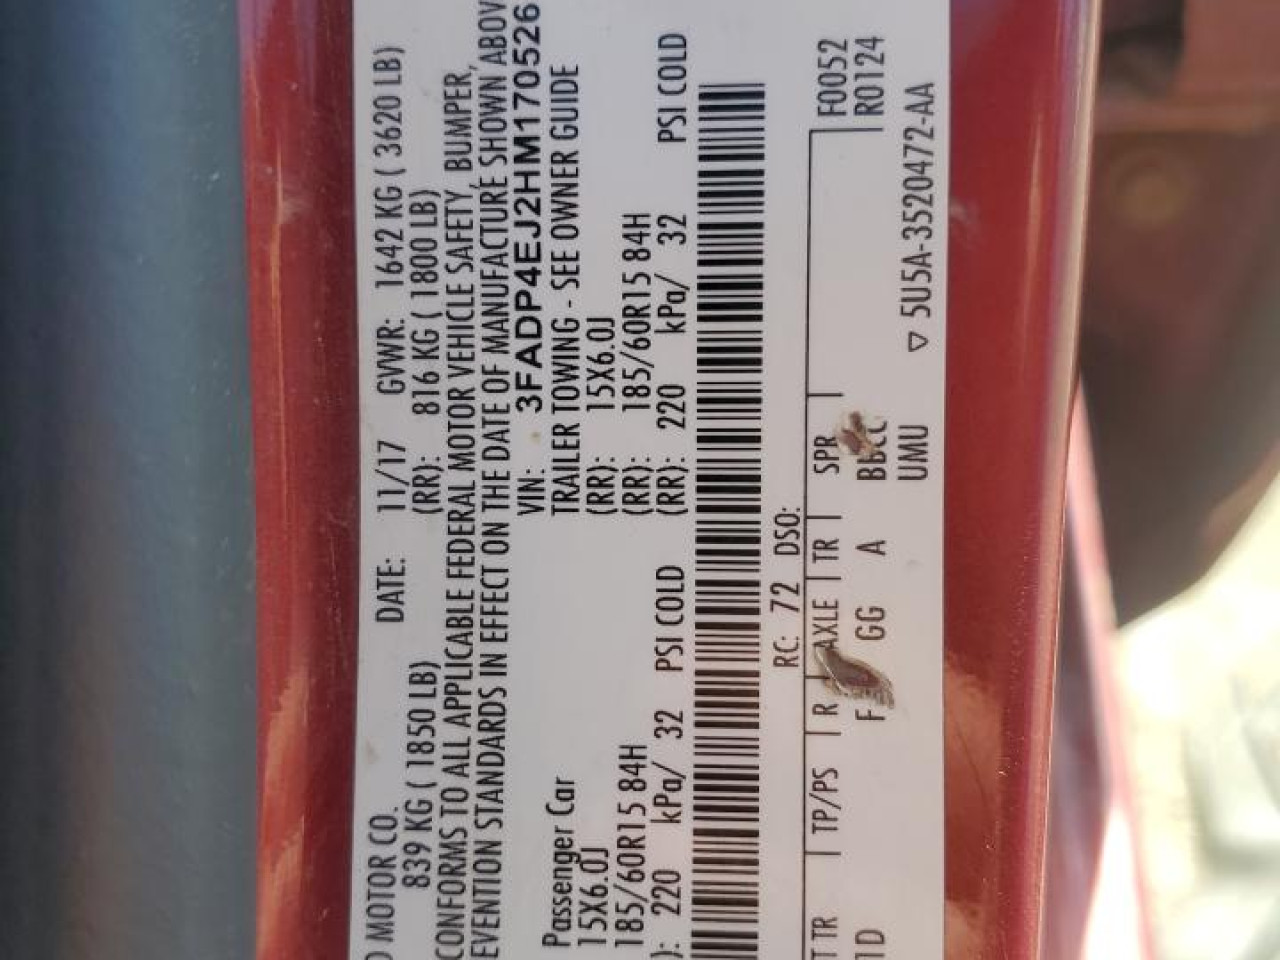 MOTOR CO. DATE: 11/17 GVWR: 1642 KG ( 3620 LB)
839 KG ( 1850 LB) (RR): 816 KG ( 1800 LB)
CONFORMS TO ALL APPLICABLE FEDERAL MOTOR VEHICLE SAFETY, BUMPER,
EVENTION STANDARDS IN EFFECT ON THE DATE OF MANUFACTURE SHOWN ABOV
VIN: 3FADP4EJ2HM170526
Passenger Car TRAILER TOWING - SEE OWNER GUIDE
15X6.0J (RR): 15X6.0J
185/60R15 84H (RR): 185/60R15 84H
): 220 kPa/ 32 PSI COLD (RR): 220 kPa/ 32 PSI COLD
RC: 72 DSO:
T TR TP/PS R AXLE TR SPR F0052
1D F GG A BBCC R0124
UMU ▽ 5U5A-3520472-AA